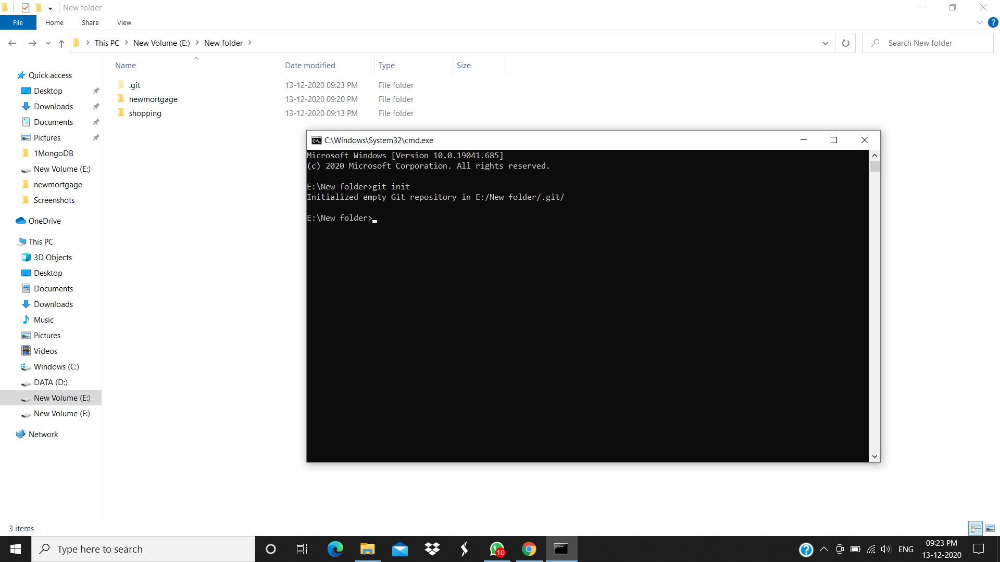 New folder
File Home Share View
This PC New Volume (E:) New folder
Search New folder
Name Date modified Type Size
.git 13-12-2020 09:23 PM File folder
newmortgage 13-12-2020 09:20 PM File folder
shopping 13-12-2020 09:13 PM File folder
Quick access
Desktop
Downloads
Documents
Pictures
1MongoDB
New Volume (E:)
newmortgage
Screenshots
OneDrive
This PC
3D Objects
Desktop
Documents
Downloads
Music
Pictures
Videos
Windows (C:)
DATA (D:)
New Volume (E:)
New Volume (F:)
Network
3 items
C:\Windows\System32\cmd.exe
Microsoft Windows [Version 10.0.19041.685]
(c) 2020 Microsoft Corporation. All rights reserved.
E:\New folder>git init
Initialized empty Git repository in E:/New folder/.git/
E:\New folder>
Type here to search
10
ENG
09:23 PM
13-12-2020